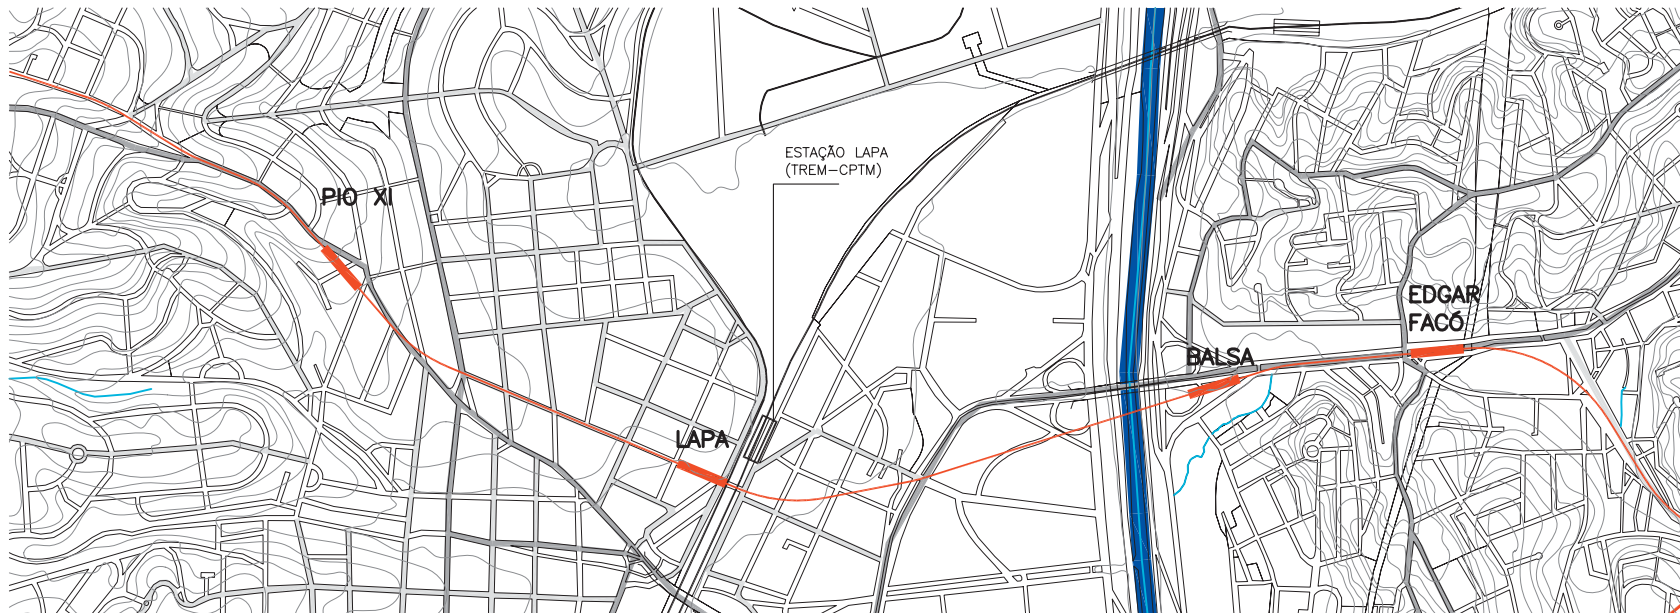 ESTAÇÃO LAPA
(TREM-CPTM)
PIO XI
EDGAR
FACÓ
BALSA
LAPA